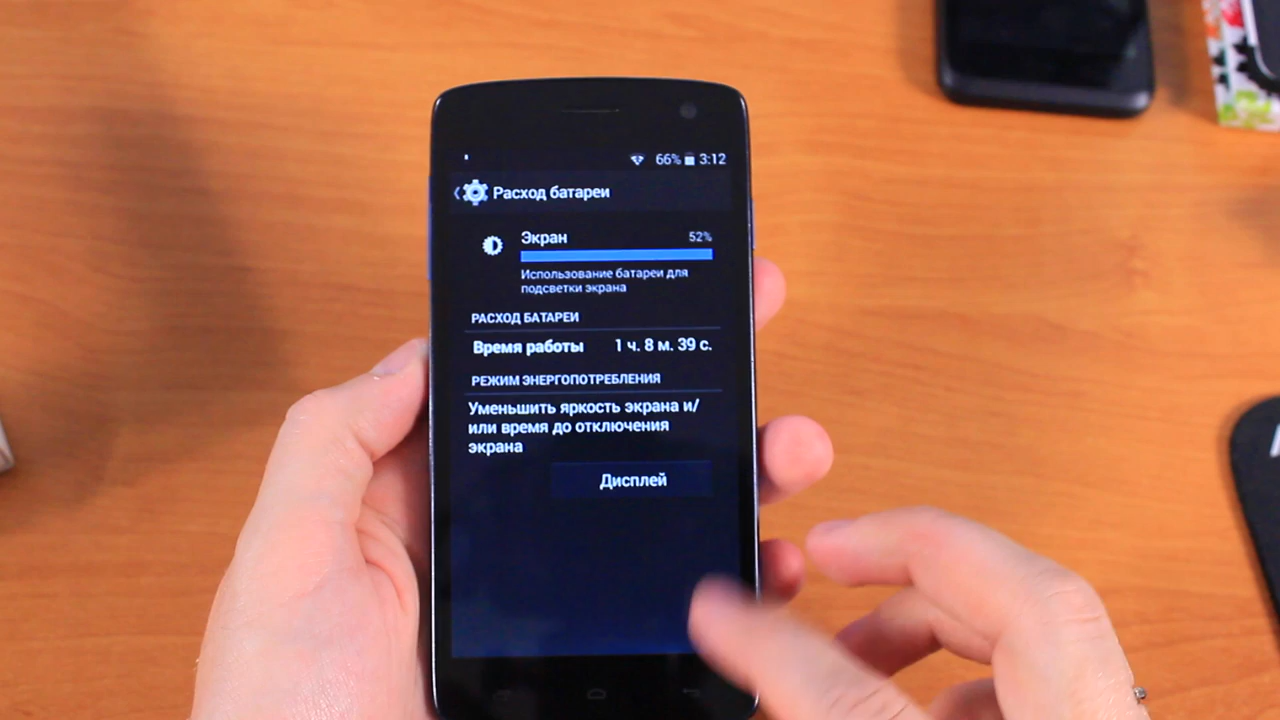 66% 3:12
Расход батареи
Экран 52%
Использование батареи для
подсветки экрана
РАСХОД БАТАРЕИ
Время работы 1 ч. 8 м. 39 с.
РЕЖИМ ЭНЕРГОПОТРЕБЛЕНИЯ
Уменьшить яркость экрана и/
или время до отключения
экрана
Дисплей